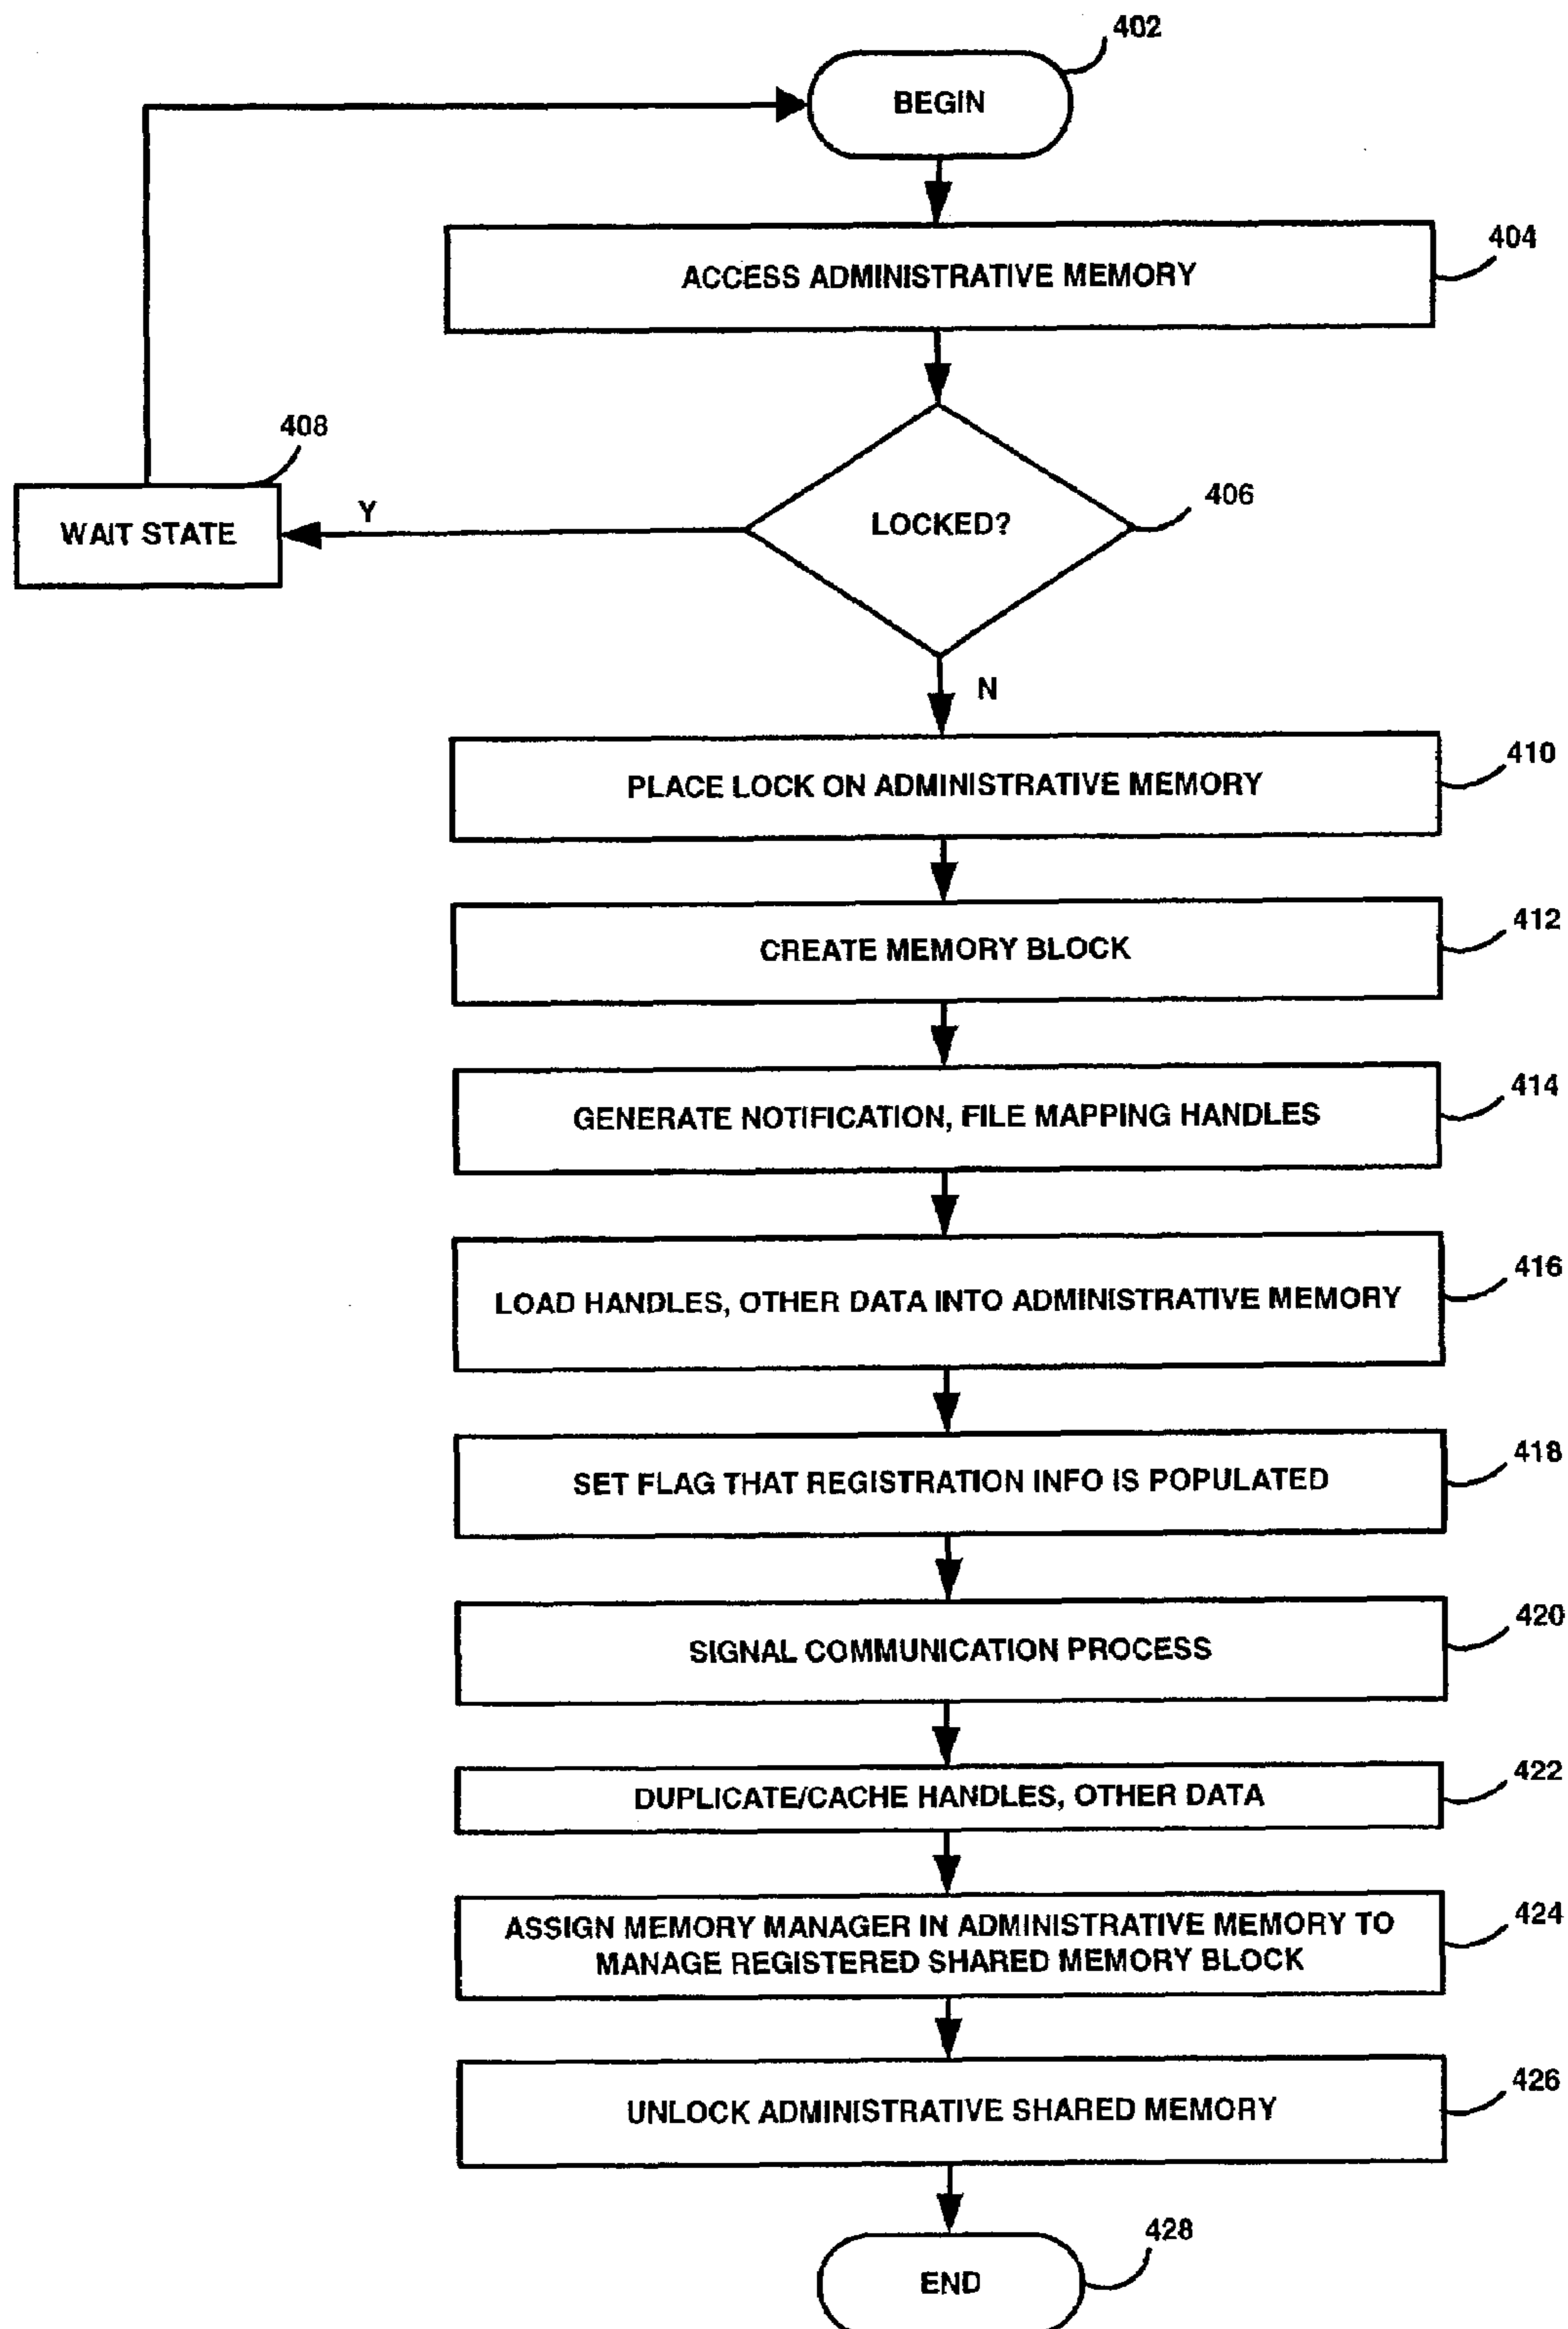 402
BEGIN
404
ACCESS ADMINISTRATIVE MEMORY
408
406
WAIT STATE
Y
LOCKED?
N
410
PLACE LOCK ON ADMINISTRATIVE MEMORY
412
CREATE MEMORY BLOCK
414
GENERATE NOTIFICATION, FILE MAPPING HANDLES
416
LOAD HANDLES, OTHER DATA INTO ADMINISTRATIVE MEMORY
418
SET FLAG THAT REGISTRATION INFO IS POPULATED
420
SIGNAL COMMUNICATION PROCESS
422
DUPLICATE/CACHE HANDLES, OTHER DATA
424
ASSIGN MEMORY MANAGER IN ADMINISTRATIVE MEMORY TO
MANAGE REGISTERED SHARED MEMORY BLOCK
426
UNLOCK ADMINISTRATIVE SHARED MEMORY
428
END